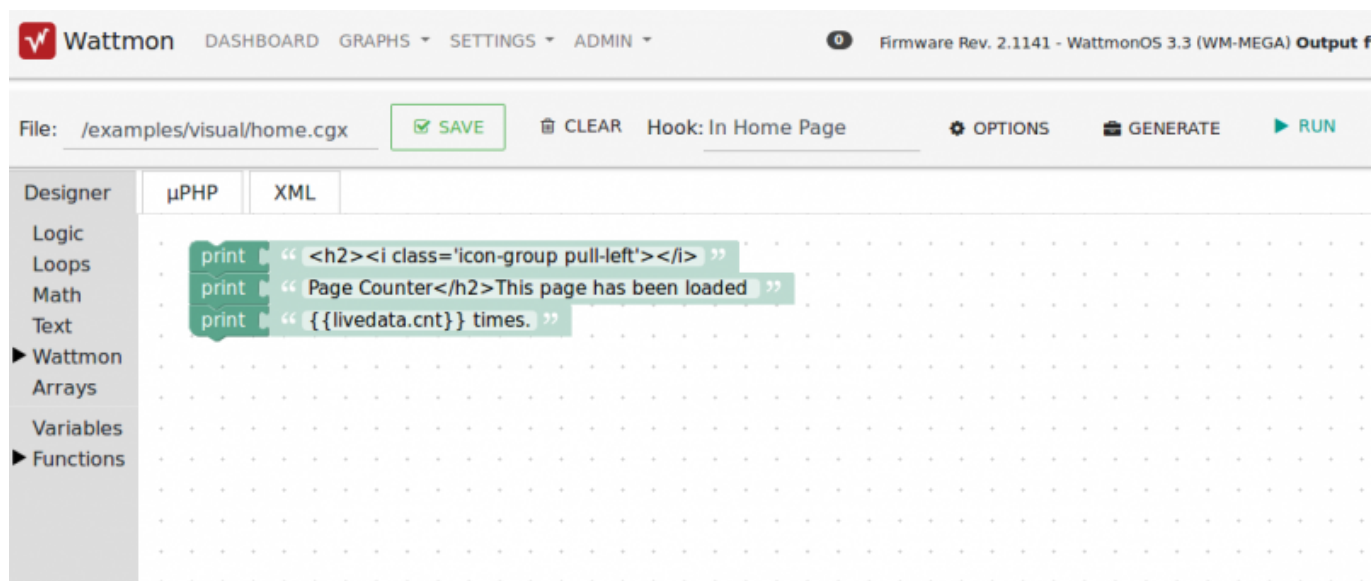 Wattmon DASHBOARD GRAPHS SETTINGS ADMIN 0 Firmware Rev. 2.1141 - WattmonOS 3.3 (WM-MEGA) Output f
File: /examples/visual/home.cgx SAVE CLEAR Hook: In Home Page OPTIONS GENERATE RUN
Designer µPHP XML
Logic
print “ <h2><i class='icon-group pull-left'></i> ”
Loops
print “ Page Counter</h2>This page has been loaded ”
Math
print “ {{livedata.cnt}} times. ”
Text
Wattmon
Arrays
Variables
Functions